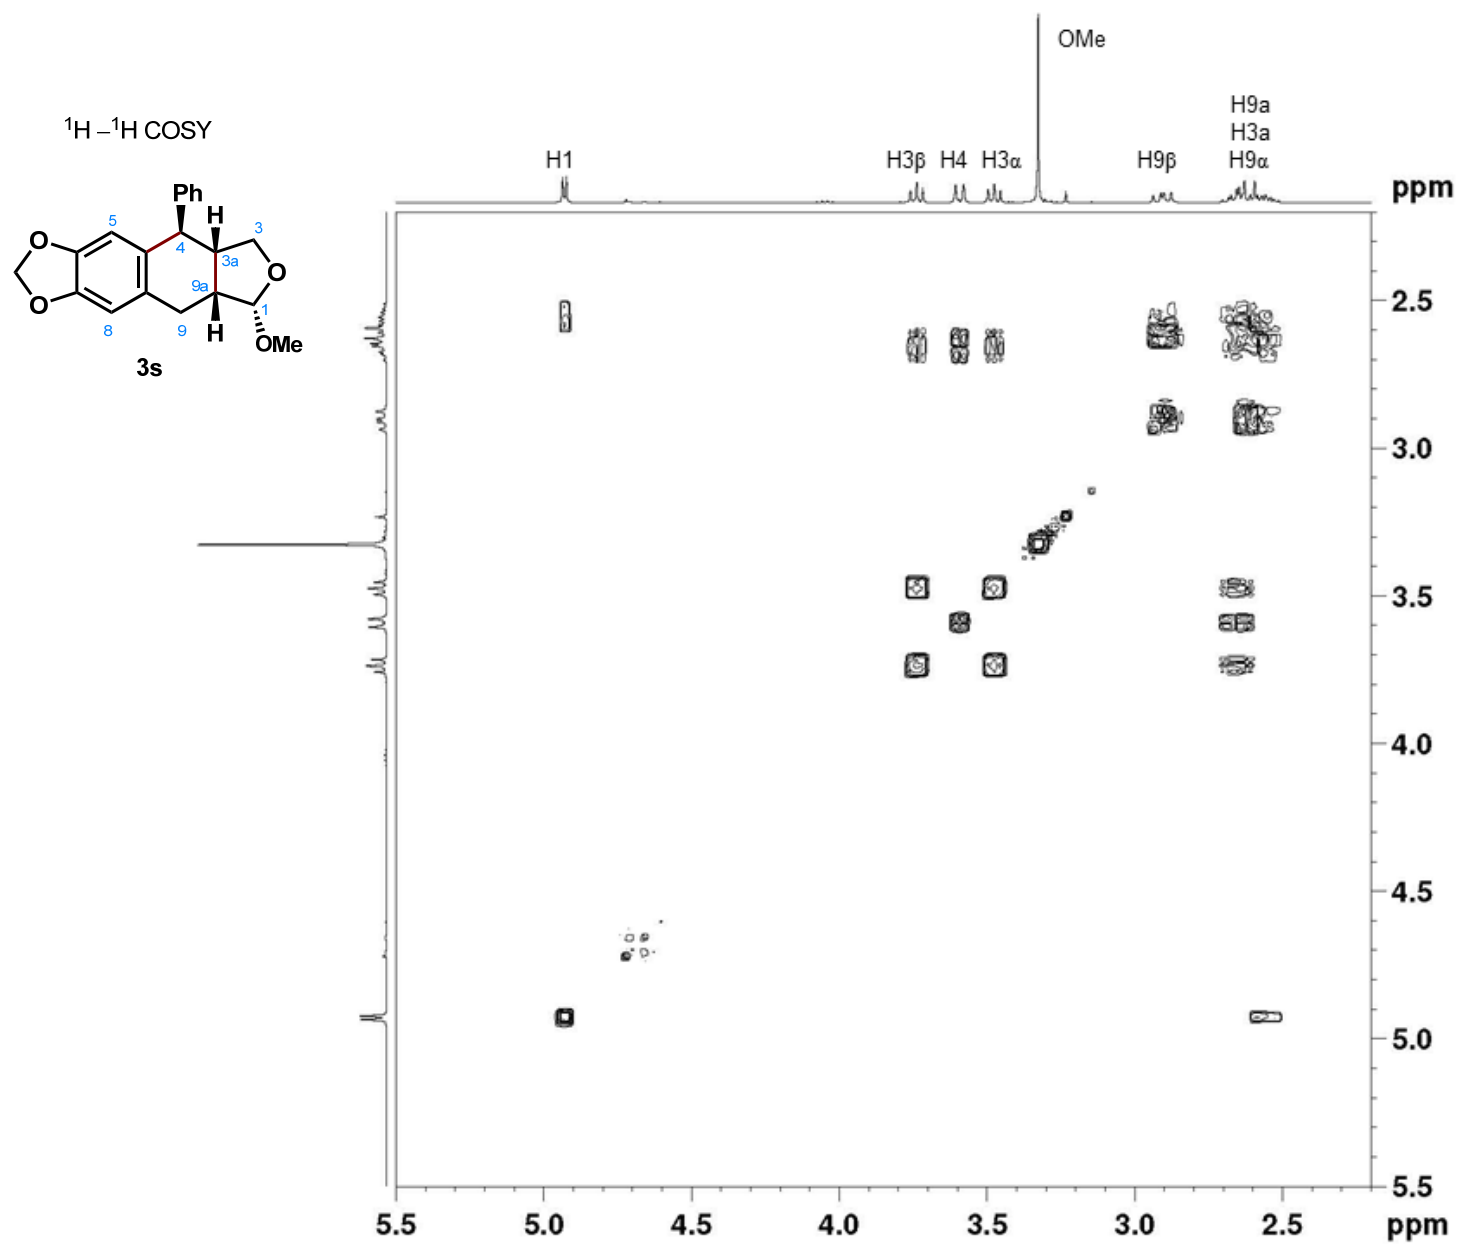 OMe
¹H –¹H COSY
H9a
H3a
H1 H3β H4 H3α H9β H9α
ppm
Ph
H
5
3
O
4
3a
O
9a
O
1
8
9
H
OMe
3s
2.5
3.0
3.5
4.0
4.5
5.0
5.5
5.5 5.0 4.5 4.0 3.5 3.0 2.5 ppm